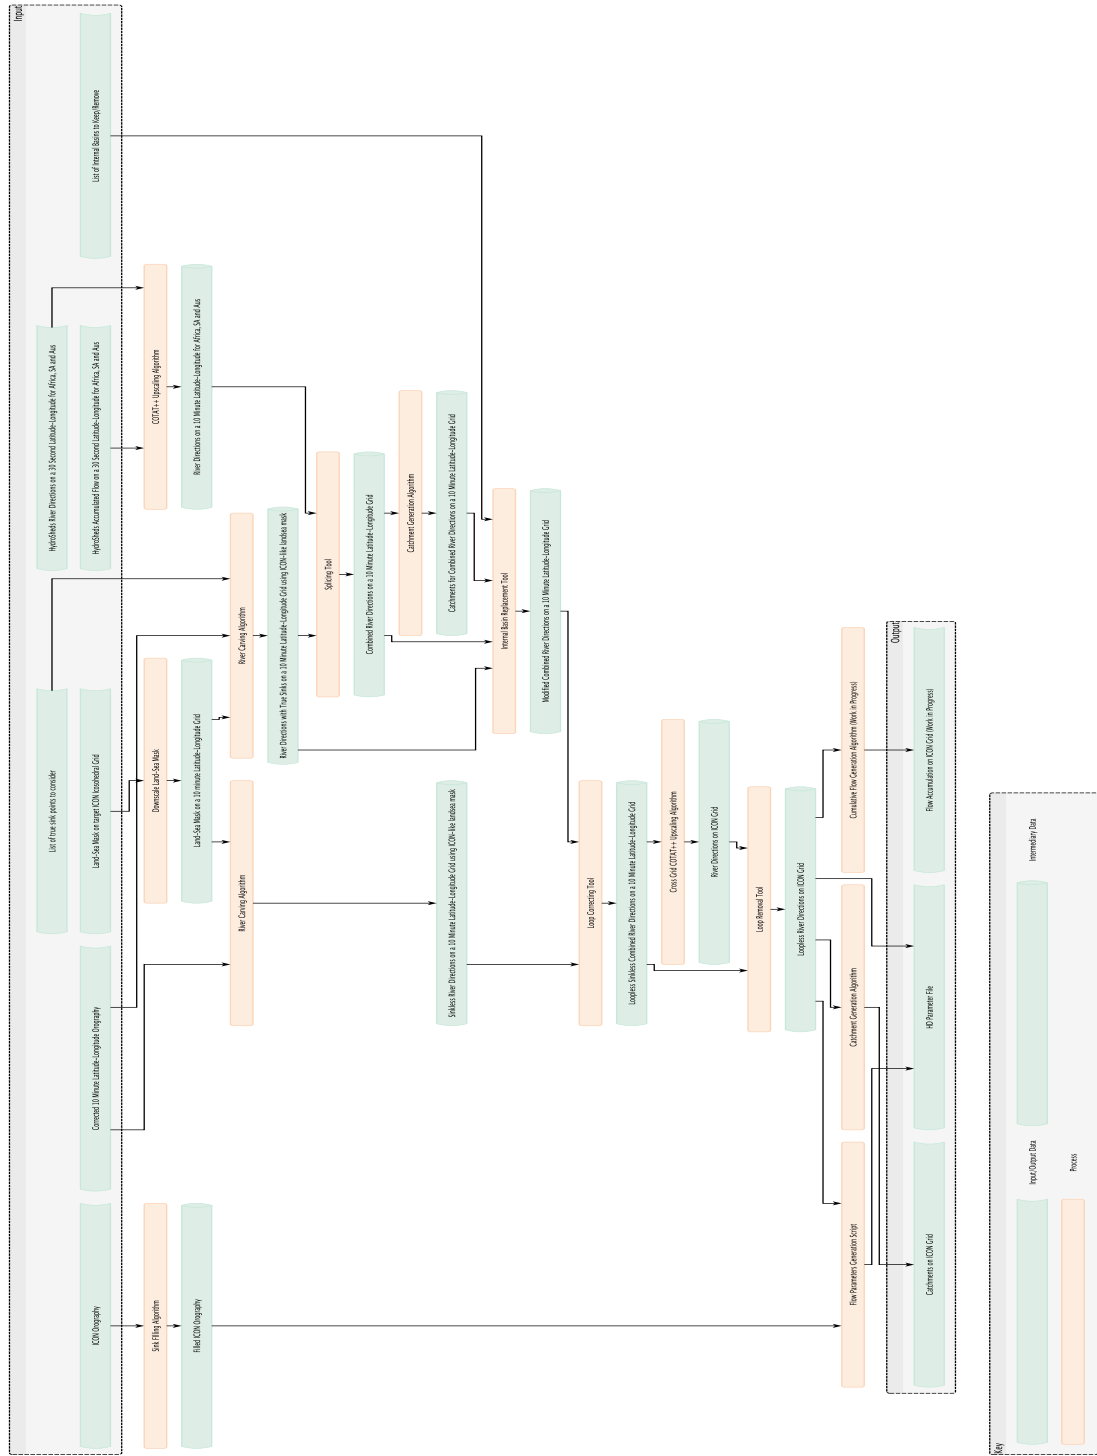 Input
List of Internal Basins to Keep/Remove
HydroSheds River Directions on a 30 Second Latitude-Longitude for Africa, SA and Aus
HydroSheds Accumulated Flow on a 30 Second Latitude-Longitude for Africa, SA and Aus
List of true sink points to consider
Land-Sea Mask on target ICON Icosohedral Grid
Corrected 10 Minute Latitude-Longitude Orography
ICON Orography
COTAT++ Upscaling Algorithm
River Directions on a 10 Minute Latitude-Longitude for Africa, SA and Aus
Downscale Land-Sea Mask
Land-Sea Mask on a 10 minute Latitude-Longitude Grid
Sink Filling Algorithm
Filled ICON Orography
River Carving Algorithm
River Directions with True Sinks on a 10 Minute Latitude-Longitude Grid using ICON-like landsea mask
River Carving Algorithm
Splicing Tool
Combined River Directions on a 10 Minute Latitude-Longitude Grid
Catchment Generation Algorithm
Catchments for Combined River Directions on a 10 Minute Latitude-Longitude Grid
Sinkless River Directions on a 10 Minute Latitude-Longitude Grid using ICON-like landsea mask
Internal Basin Replacement Tool
Modified Combined River Directions on a 10 Minute Latitude-Longitude Grid
Loop Correcting Tool
Loopless Sinkless Combined River Directions on a 10 Minute Latitude-Longitude Grid
Cross Grid COTAT++ Upscaling Algorithm
River Directions on ICON Grid
Loop Removal Tool
Loopless River Directions on ICON Grid
Cumulative Flow Generation Algorithm (Work in Progress)
Catchment Generation Algorithm
Flow Parameters Generation Script
Output
Flow Accumulation on ICON Grid (Work in Progress)
HD Parameter File
Catchments on ICON Grid
Key
Input/Output Data
Intermediary Data
Process